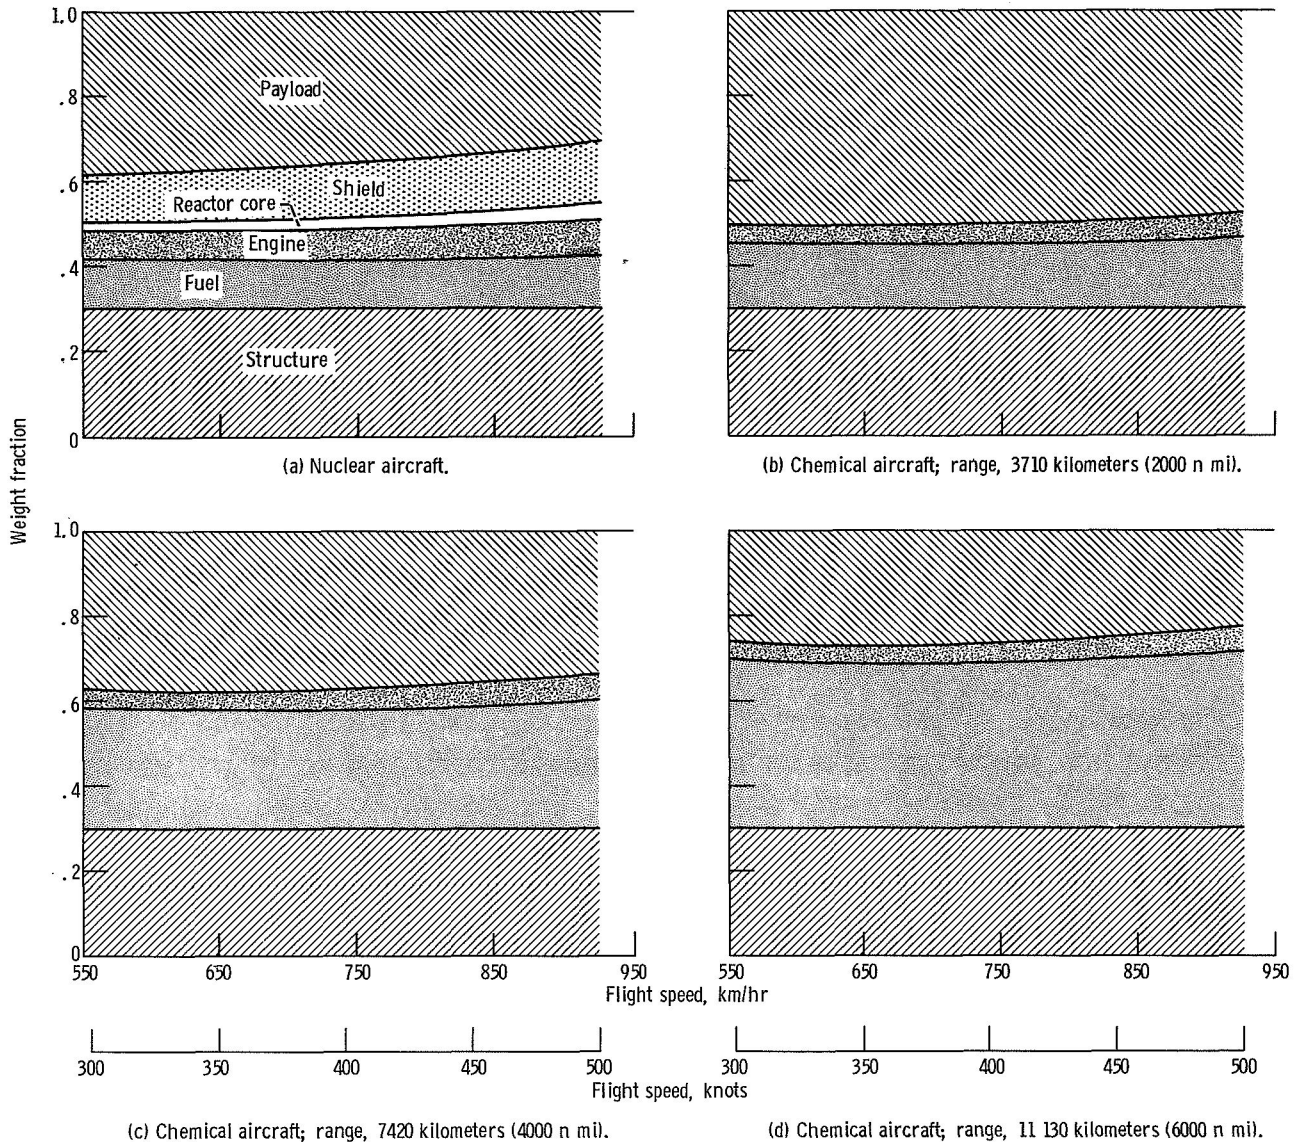 1.0
.8
.6
.4
.2
0
Payload
Shield
Reactor core
Engine
Fuel
Structure
(a) Nuclear aircraft.
(b) Chemical aircraft; range, 3710 kilometers (2000 n mi).
Weight fraction
1.0
.8
.6
.4
.2
0
550 650 750 850 950
550 650 750 850 950
Flight speed, km/hr
300 350 400 450 500
300 350 400 450 500
Flight speed, knots
(c) Chemical aircraft; range, 7420 kilometers (4000 n mi).
(d) Chemical aircraft; range, 11 130 kilometers (6000 n mi).